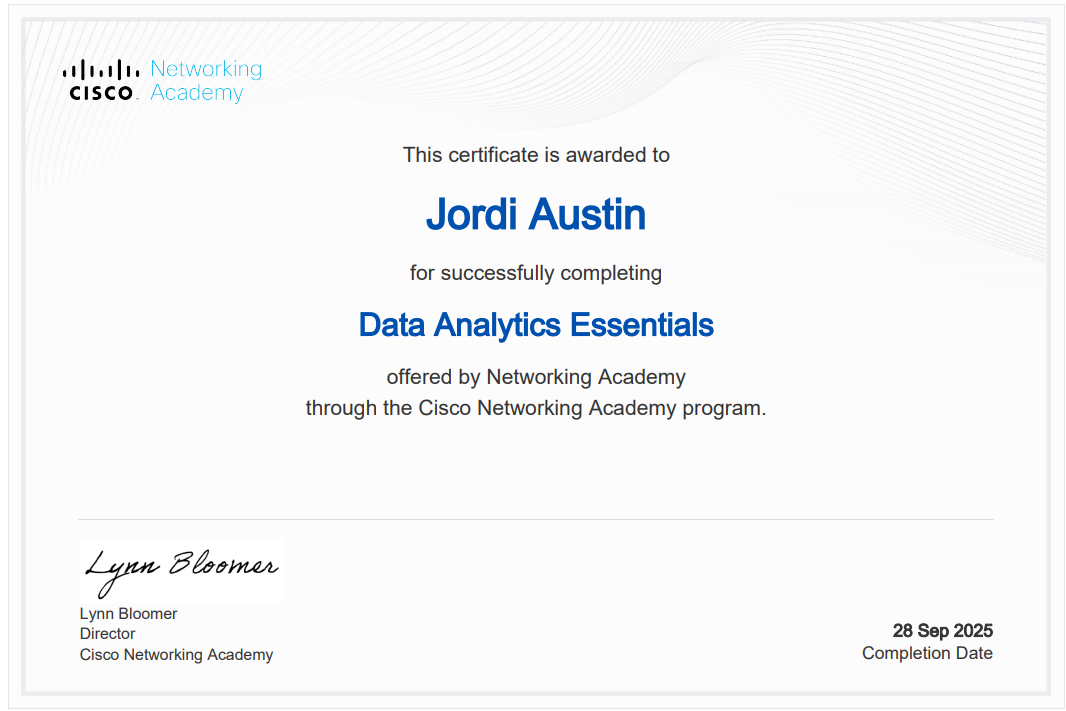 CISCO Networking
Academy
This certificate is awarded to
Jordi Austin
for successfully completing
Data Analytics Essentials
offered by Networking Academy
through the Cisco Networking Academy program.
Lynn Bloomer
Lynn Bloomer
Director
Cisco Networking Academy
28 Sep 2025
Completion Date